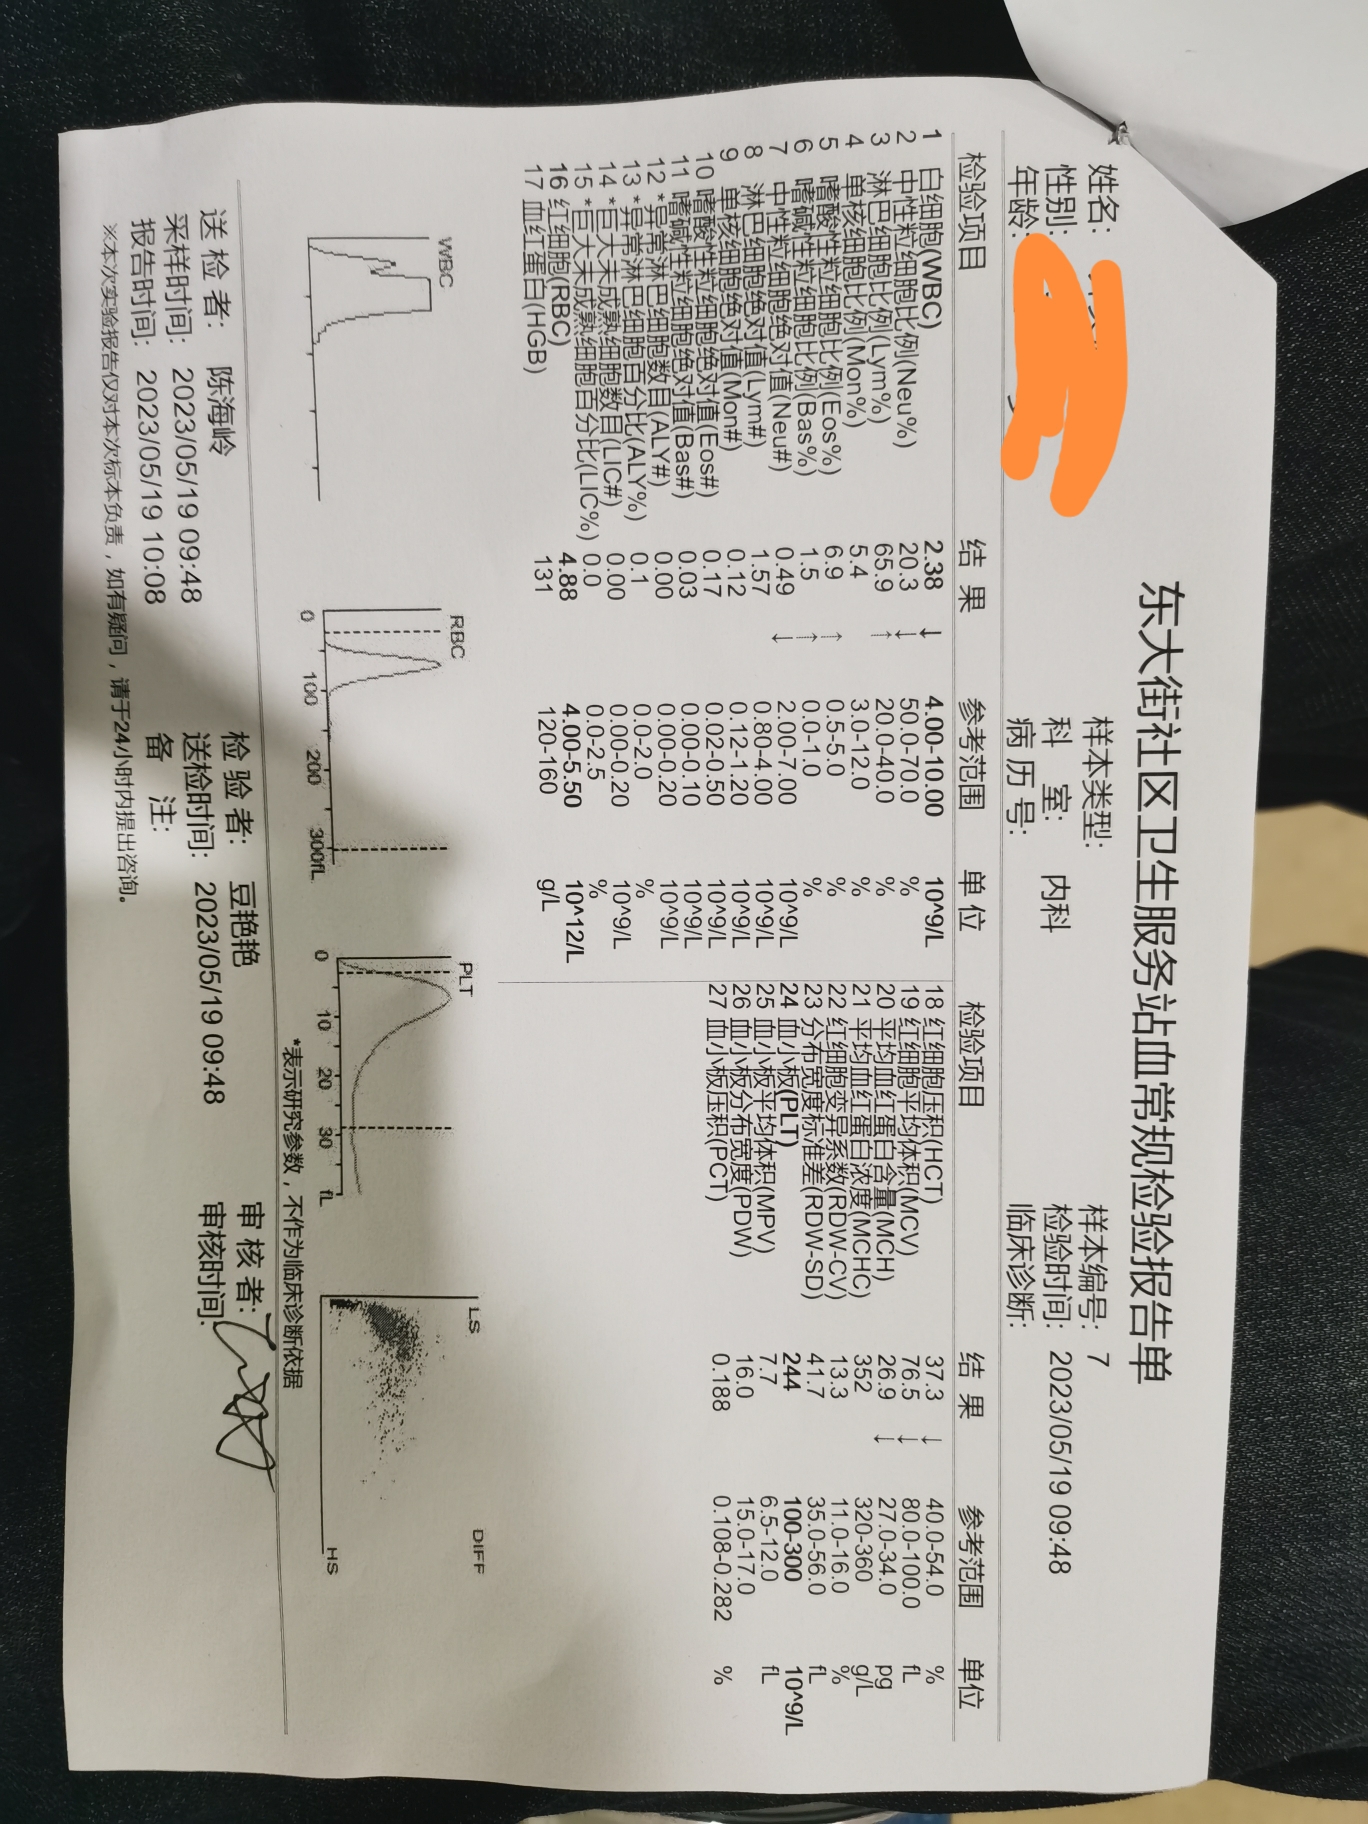 东大街社区卫生服务站血常规检验报告单
姓名: 样本类型: 样本编号: 7
性别: 科 室: 内科 检验时间: 2023/05/19 09:48
年龄: 病 历 号: 临床诊断:
检验项目 结 果 参考范围 单 位 检验项目 结 果 参考范围 单位
1 白细胞(WBC) 2.38 ↓ 4.00-10.00 10^9/L 18 红细胞压积(HCT) 37.3 ↓ 40.0-54.0 %
2 中性粒细胞比例(Neu%) 20.3 ↓ 50.0-70.0 % 19 红细胞平均体积(MCV) 76.5 ↓ 80.0-100.0 fL
3 淋巴细胞比例(Lym%) 65.9 ↑ 20.0-40.0 % 20 平均血红蛋白含量(MCH) 26.9 ↓ 27.0-34.0 pg
4 单核细胞比例(Mon%) 5.4 3.0-12.0 % 21 平均血红蛋白浓度(MCHC) 352 320-360 g/L
5 嗜酸性粒细胞比例(Eos%) 6.9 ↑ 0.5-5.0 % 22 红细胞变异系数(RDW-CV) 13.3 11.0-16.0 %
6 嗜碱性粒细胞比例(Bas%) 1.5 ↑ 0.0-1.0 % 23 分布宽度标准差(RDW-SD) 41.7 35.0-56.0 fL
7 中性粒细胞绝对值(Neu#) 0.49 ↓ 2.00-7.00 10^9/L 24 血小板(PLT) 244 100-300 10^9/L
8 淋巴细胞绝对值(Lym#) 1.57 0.80-4.00 10^9/L 25 血小板平均体积(MPV) 7.7 6.5-12.0 fL
9 单核细胞绝对值(Mon#) 0.12 0.12-1.20 10^9/L 26 血小板分布宽度(PDW) 16.0 15.0-17.0
10 嗜酸性粒细胞绝对值(Eos#) 0.17 0.02-0.50 10^9/L 27 血小板压积(PCT) 0.188 0.108-0.282 %
11 嗜碱性粒细胞绝对值(Bas#) 0.03 0.00-0.10 10^9/L
12 *异常淋巴细胞数目(ALY#) 0.00 0.00-0.20 10^9/L
13 *异常淋巴细胞百分比(ALY%) 0.1 0.0-2.0 %
14 *巨大未成熟细胞数目(LIC#) 0.00 0.00-0.20 10^9/L
15 *巨大未成熟细胞百分比(LIC%) 0.0 0.0-2.5 %
16 红细胞(RBC) 4.88 4.00-5.50 10^12/L
17 血红蛋白(HGB) 131 120-160 g/L
WBC RBC PLT LS DIFF
0 100 200 300fL 0 10 20 30 fL HS
*表示研究参数，不作为临床诊断依据
送 检 者: 陈海岭 检 验 者: 豆艳艳 审 核 者:
采样时间: 2023/05/19 09:48 送检时间: 2023/05/19 09:48 审核时间:
报告时间: 2023/05/19 10:08 备 注:
※本次实验报告仅对本次标本负责，如有疑问，请于24小时内提出咨询。